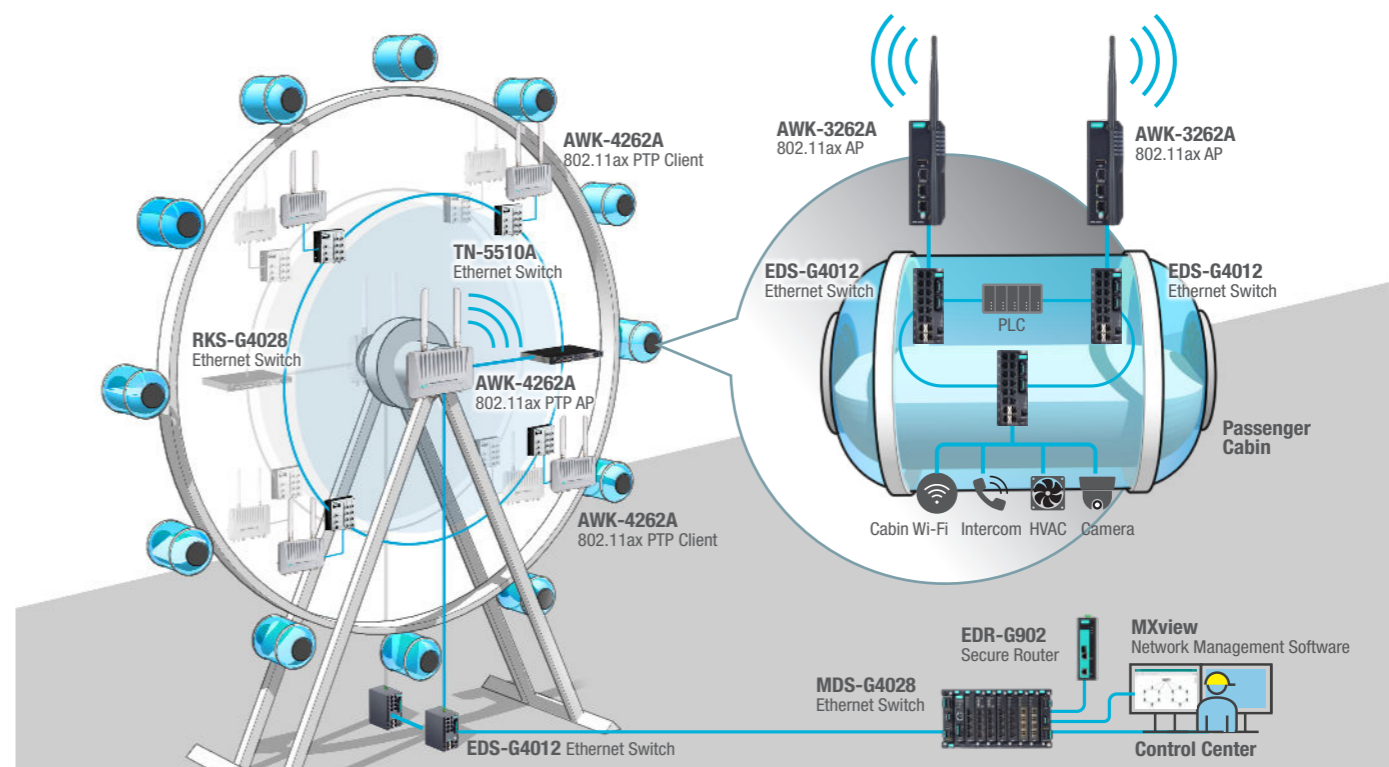 AWK-4262A
802.11ax PTP Client
TN-5510A
Ethernet Switch
RKS-G4028
Ethernet Switch
AWK-4262A
802.11ax PTP AP
AWK-4262A
802.11ax PTP Client
EDS-G4012 Ethernet Switch
AWK-3262A
802.11ax AP
AWK-3262A
802.11ax AP
EDS-G4012
Ethernet Switch
EDS-G4012
Ethernet Switch
PLC
Passenger
Cabin
Cabin Wi-Fi
Intercom
HVAC
Camera
EDR-G902
Secure Router
MXview
Network Management Software
MDS-G4028
Ethernet Switch
Control Center